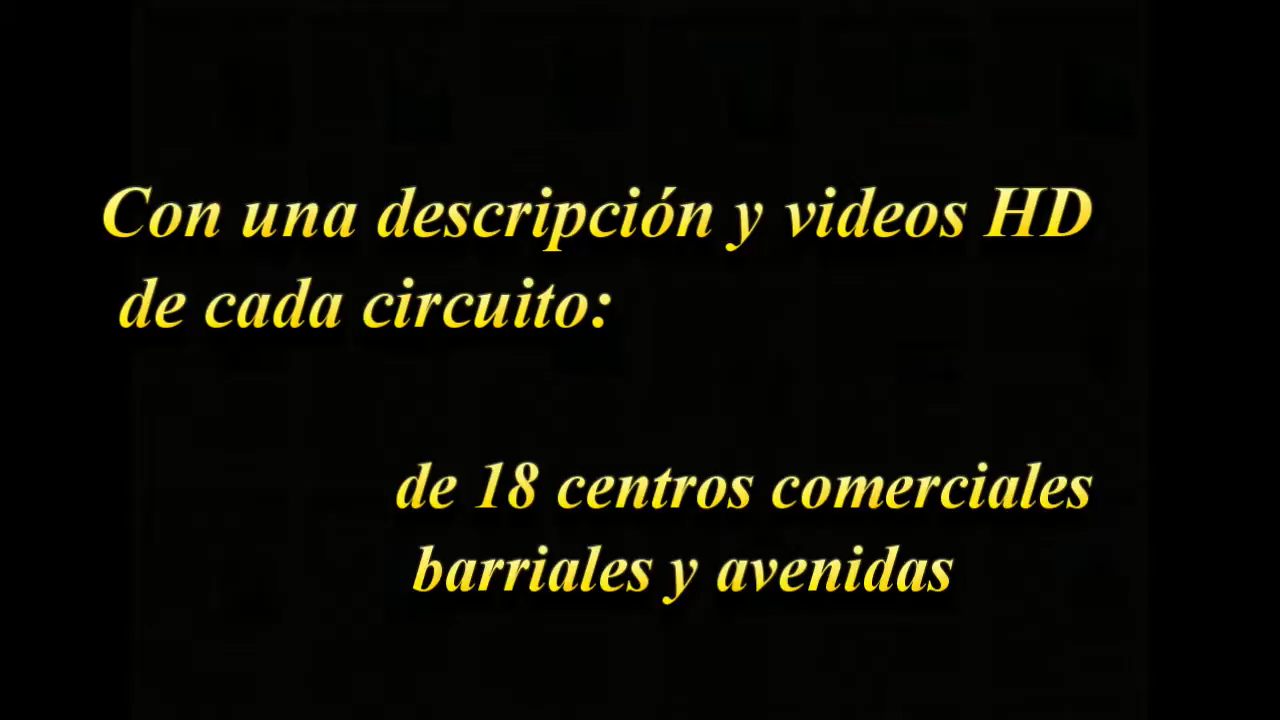 Con una descripción y videos HD
de cada circuito:
de 18 centros comerciales
barriales y avenidas